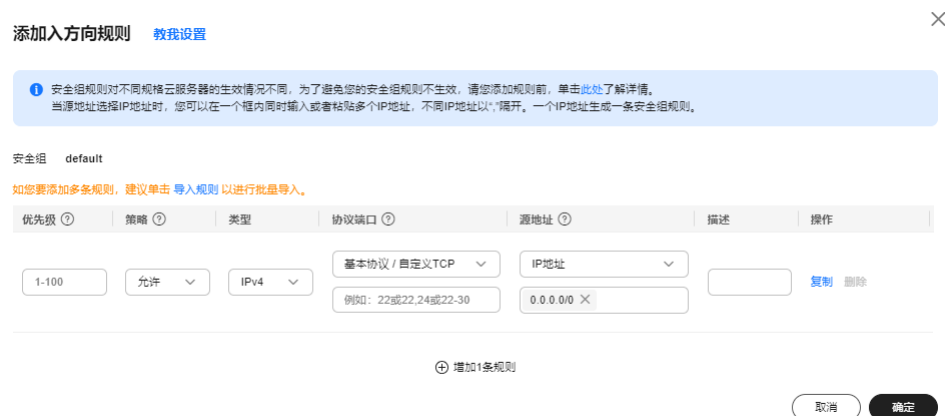 添加入方向规则 教我设置
安全组规则对不同规格云服务器的生效情况不同，为了避免您的安全组规则不生效，请您添加规则前，单击此处了解详情。
当源地址选择IP地址时，您可以在一个框内同时输入或者粘贴多个IP地址，不同IP地址以“,”隔开。一个IP地址生成一条安全组规则。
安全组 default
如您要添加多条规则，建议单击 导入规则 以进行批量导入。
优先级 策略 类型 协议端口 源地址 描述 操作
基本协议 / 自定义TCP IP地址
1-100 允许 IPv4 复制 删除
例如：22或22,24或22-30 0.0.0.0/0
增加1条规则
取消 确定